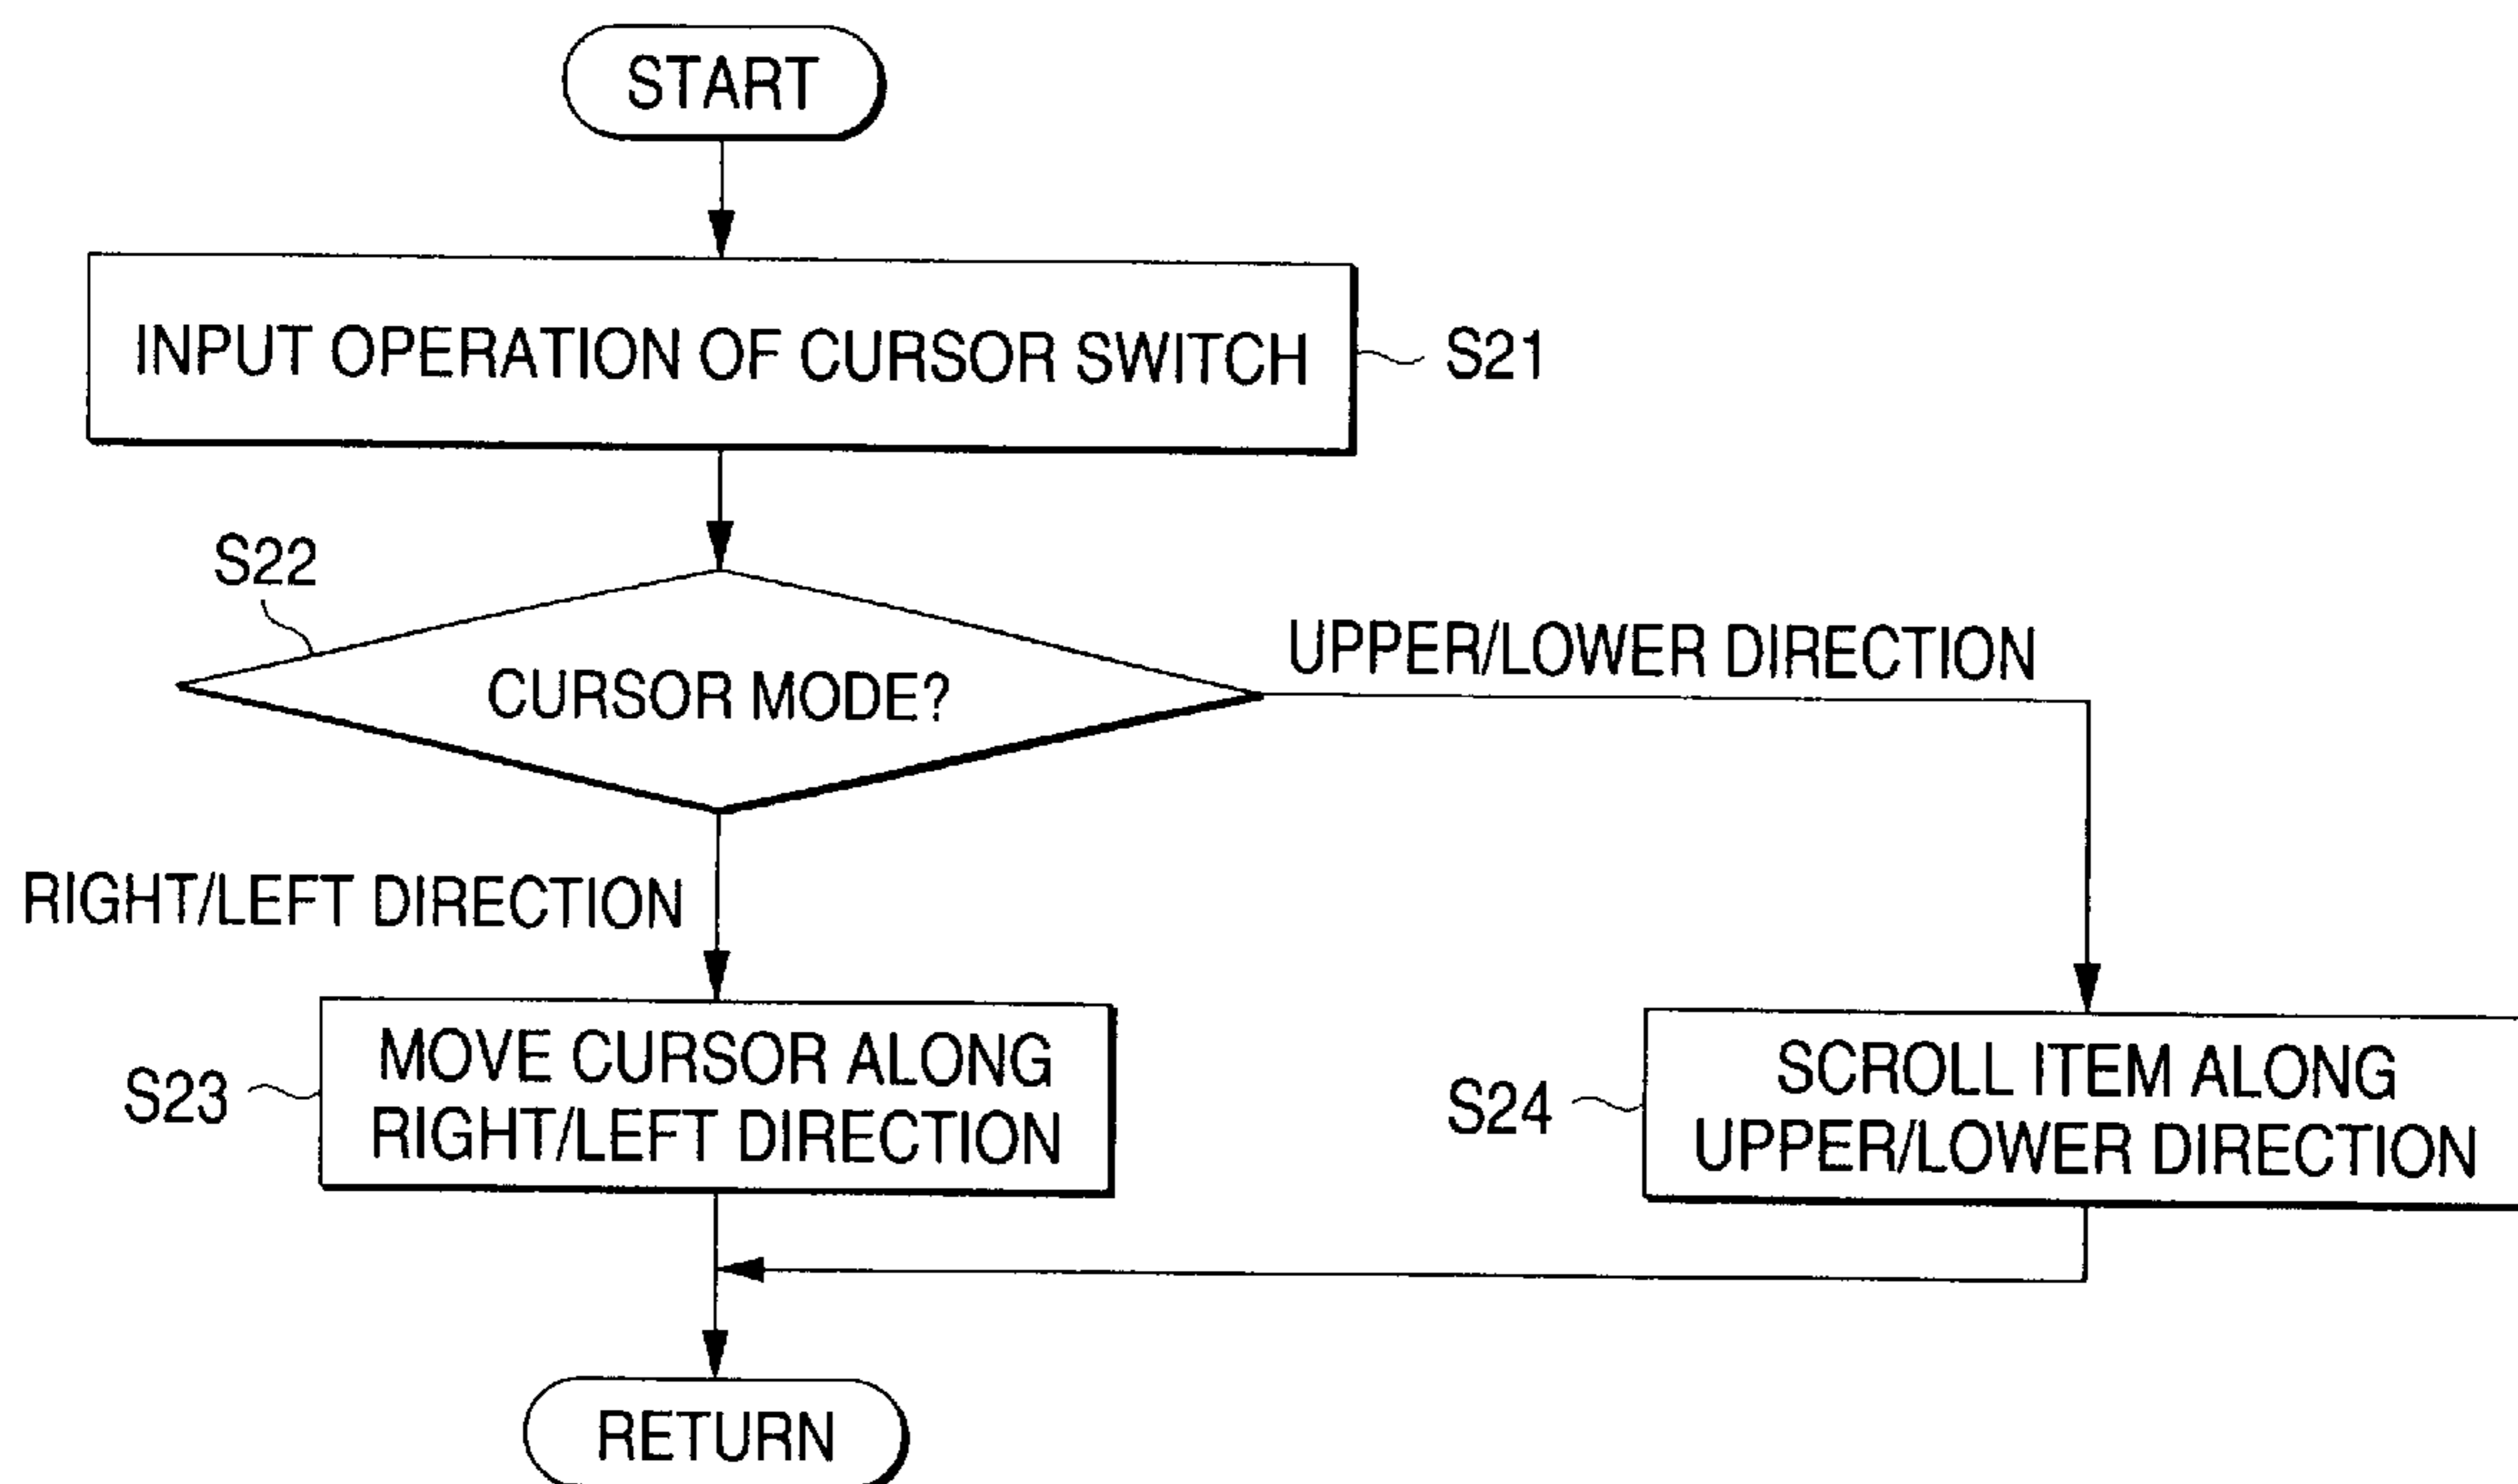 START
INPUT OPERATION OF CURSOR SWITCH
S21
S22
CURSOR MODE?
UPPER/LOWER DIRECTION
RIGHT/LEFT DIRECTION
S23
MOVE CURSOR ALONG
RIGHT/LEFT DIRECTION
S24
SCROLL ITEM ALONG
UPPER/LOWER DIRECTION
RETURN